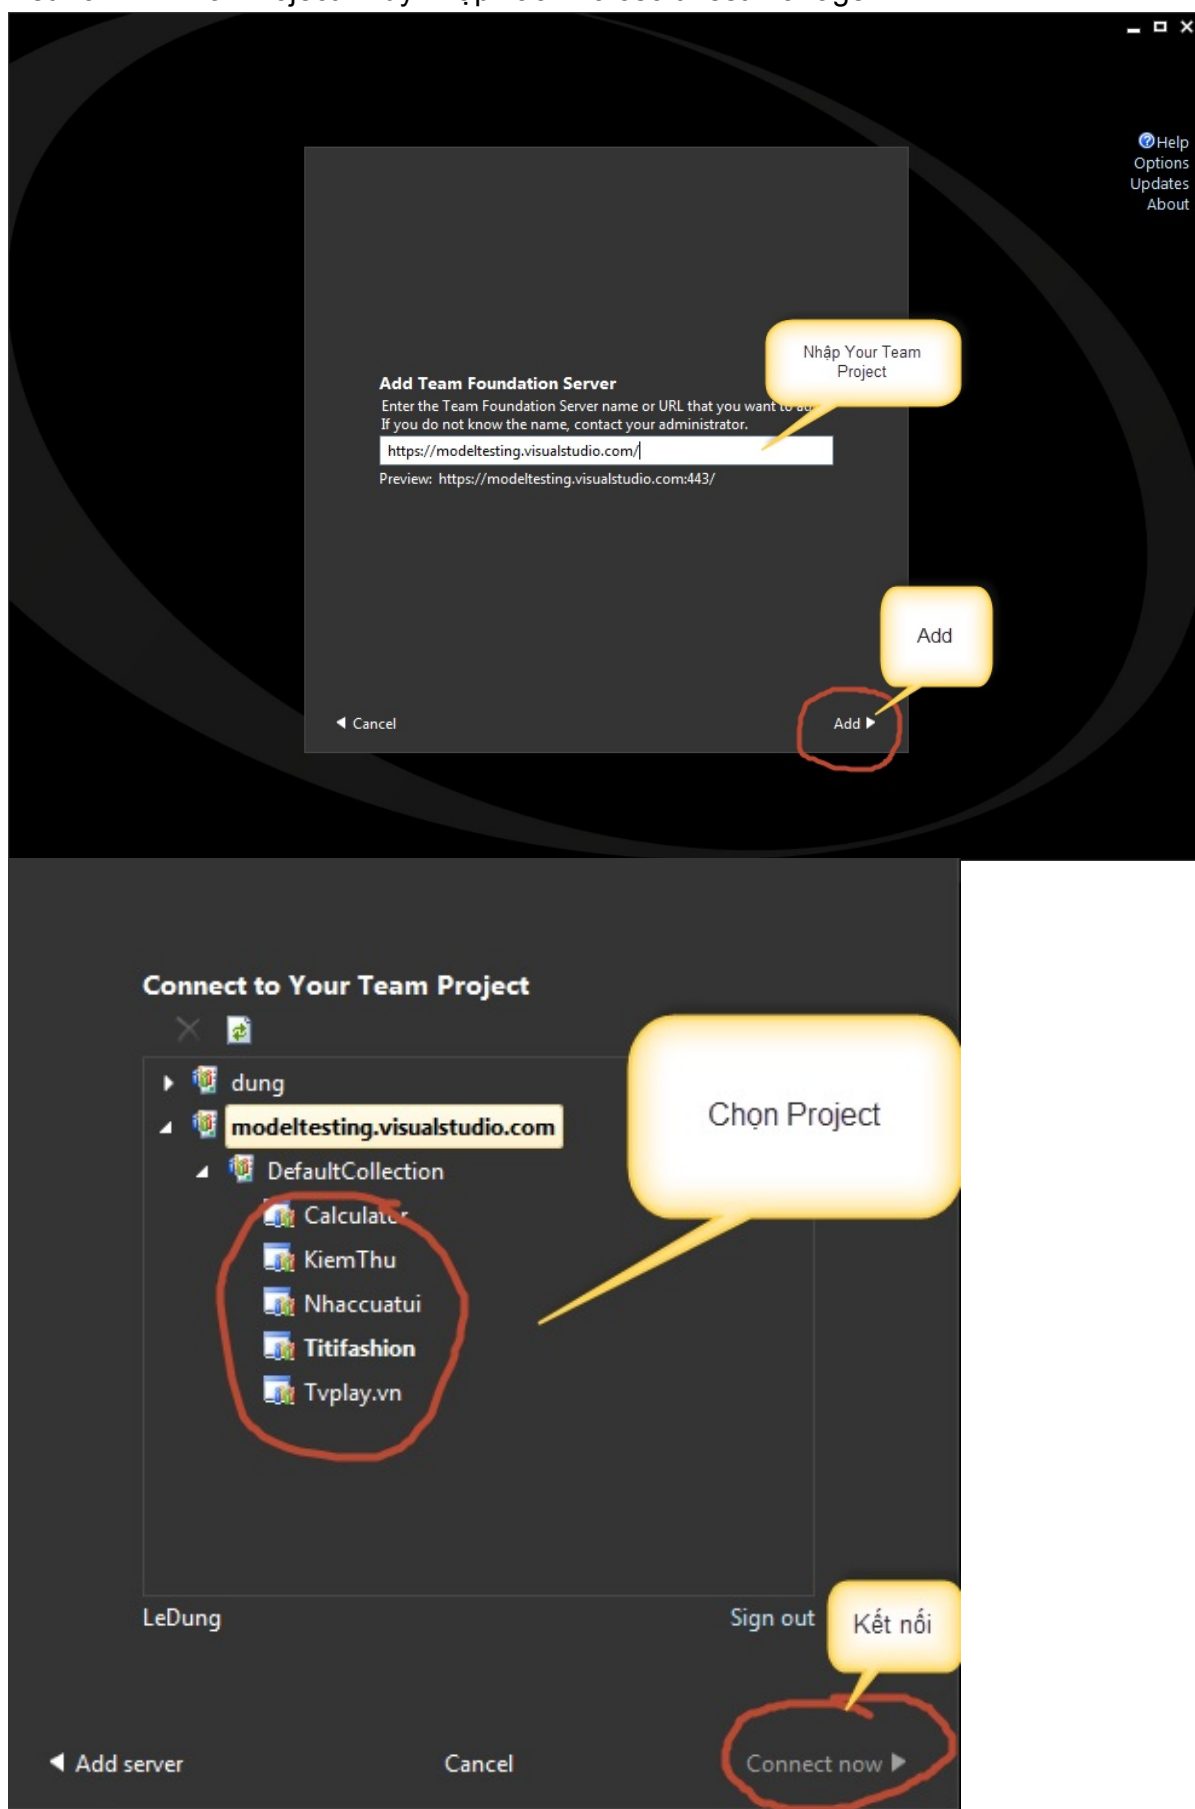 Help
Options
Updates
About
Nhập Your Team
Project
Add Team Foundation Server
Enter the Team Foundation Server name or URL that you want to
If you do not know the name, contact your administrator.
https://modeltesting.visualstudio.com/
Preview: https://modeltesting.visualstudio.com:443/
Add
Cancel
Add
Connect to Your Team Project
dung
modeltesting.visualstudio.com
DefaultCollection
Chọn Project
Calculator
KiemThu
Nhaccuatui
Titifashion
Tvplay.vn
LeDung
Sign out
Kết nối
Add server
Cancel
Connect now